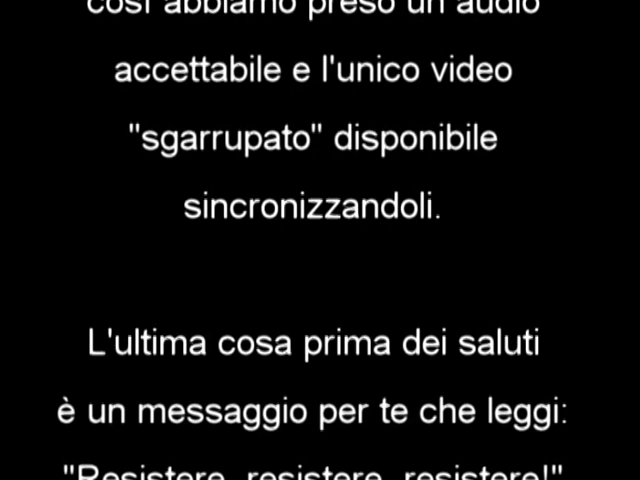 così abbiamo preso un audio
accettabile e l'unico video
"sgarrupato" disponibile
sincronizzandoli.
L'ultima cosa prima dei saluti
è un messaggio per te che leggi:
"Resistere, resistere, resistere!"